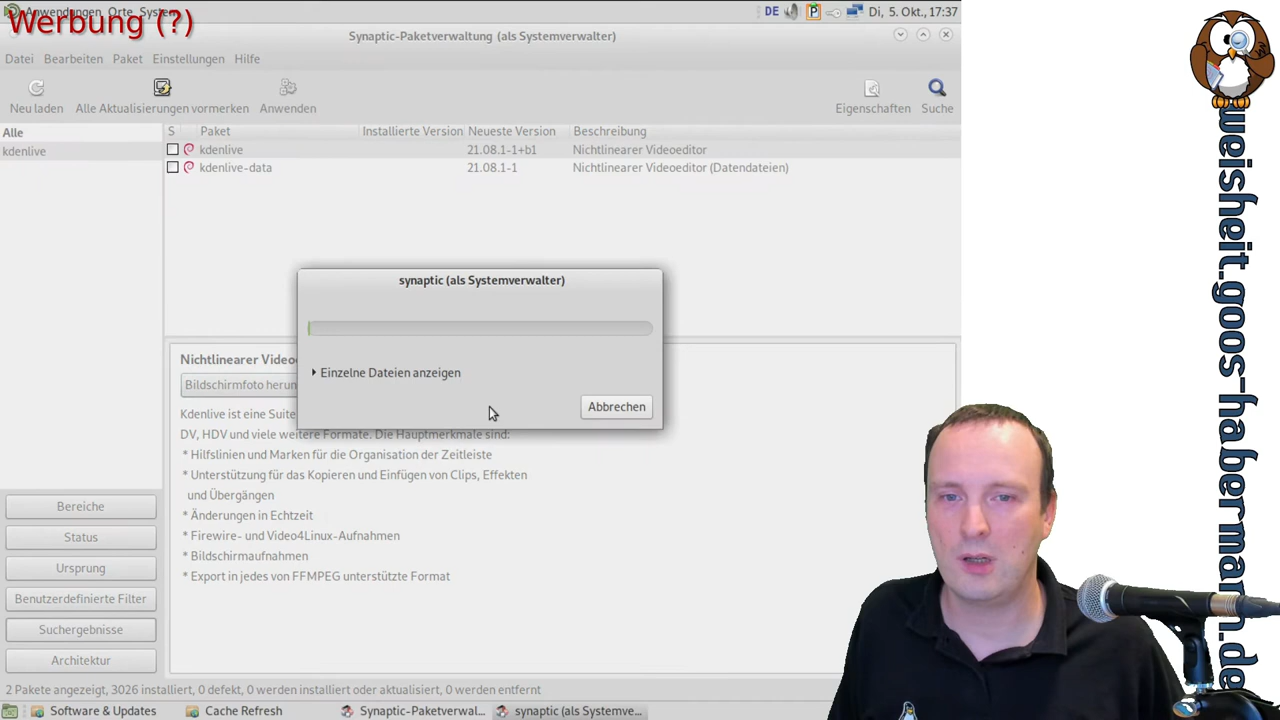 Werbung (?)
Anwendungen Orte System
DE
Di, 5. Okt., 17:37
Synaptic-Paketverwaltung (als Systemverwalter)
Datei Bearbeiten Paket Einstellungen Hilfe
Neu laden Alle Aktualisierungen vormerken Anwenden Eigenschaften Suche
Alle
kdenlive
S Paket Installierte Version Neueste Version Beschreibung
kdenlive 21.08.1-1+b1 Nichtlinearer Videoeditor
kdenlive-data 21.08.1-1 Nichtlinearer Videoeditor (Datendateien)
synaptic (als Systemverwalter)
Einzelne Dateien anzeigen
Abbrechen
Nichtlinearer Videoe
Bildschirmfoto herun
Kdenlive ist eine Suite
DV, HDV und viele weitere Formate. Die Hauptmerkmale sind:
* Hilfslinien und Marken für die Organisation der Zeitleiste
* Unterstützung für das Kopieren und Einfügen von Clips, Effekten
und Übergängen
* Änderungen in Echtzeit
* Firewire- und Video4Linux-Aufnahmen
* Bildschirmaufnahmen
* Export in jedes von FFMPEG unterstützte Format
Bereiche
Status
Ursprung
Benutzerdefinierte Filter
Suchergebnisse
Architektur
2 Pakete angezeigt, 3026 installiert, 0 defekt, 0 werden installiert oder aktualisiert, 0 werden entfernt
Software & Updates Cache Refresh Synaptic-Paketverwal... synaptic (als Systemve...
weisheit.goos-habermann.de